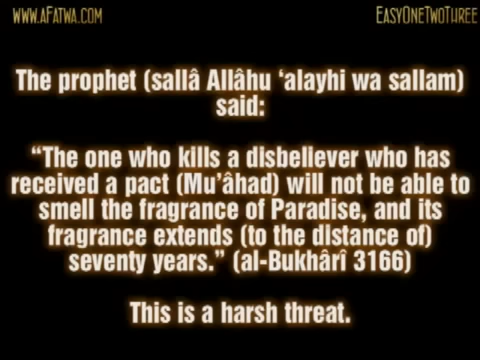 www.aFatwa.com
EasyOneTwoThree
The prophet (sallâ Allâhu ‘alayhi wa sallam)
said:
“The one who kills a disbeliever who has
received a pact (Mu’âhad) will not be able to
smell the fragrance of Paradise, and its
fragrance extends (to the distance of)
seventy years.” (al-Bukhârî 3166)
This is a harsh threat.